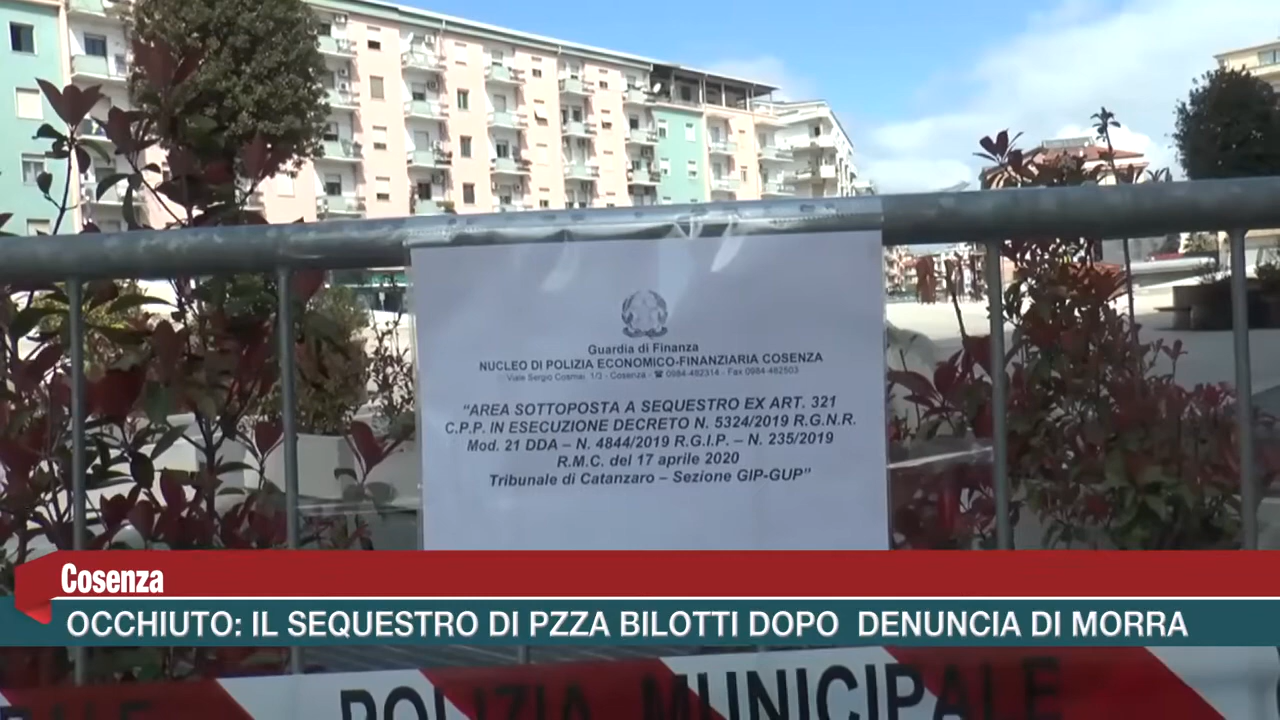 Guardia di Finanza
NUCLEO DI POLIZIA ECONOMICO-FINANZIARIA COSENZA
Viale Sergio Cosmai, 1/3 - Cosenza - ☎ 0984-482314 - Fax 0984-482503
"AREA SOTTOPOSTA A SEQUESTRO EX ART. 321
C.P.P. IN ESECUZIONE DECRETO N. 5324/2019 R.G.N.R.
Mod. 21 DDA – N. 4844/2019 R.G.I.P. – N. 235/2019
R.M.C. del 17 aprile 2020
Tribunale di Catanzaro – Sezione GIP-GUP"
Cosenza
OCCHIUTO: IL SEQUESTRO DI PZZA BILOTTI DOPO DENUNCIA DI MORRA
POLIZIA MUNICIPALE